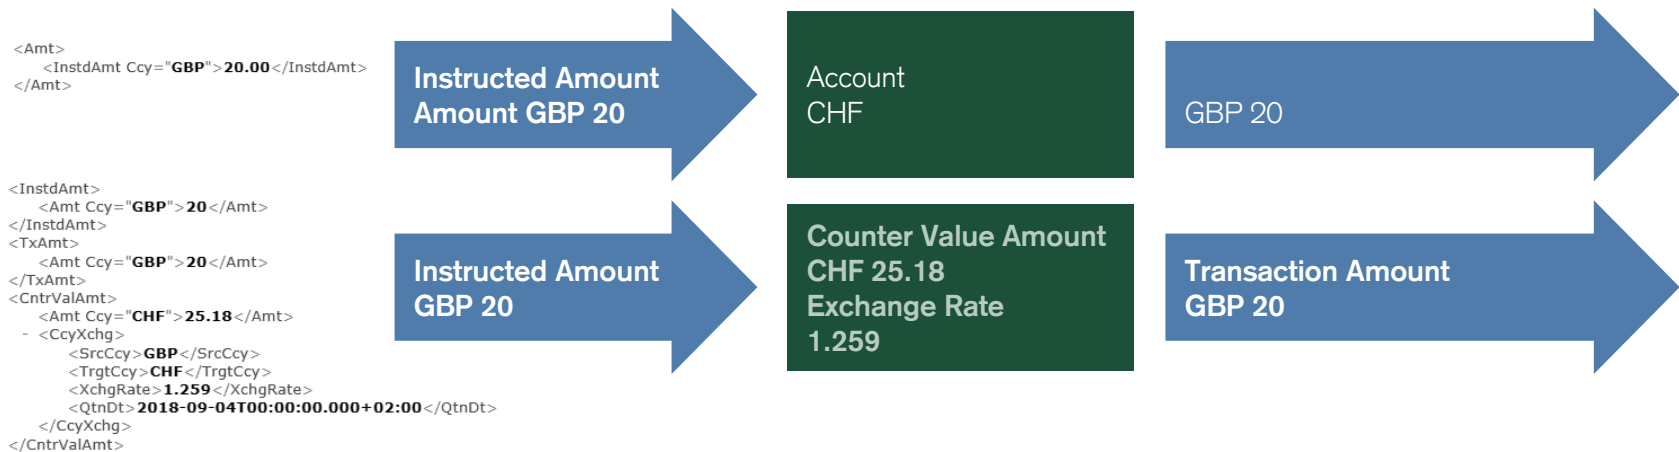 <Amt>
<InstdAmt Ccy="GBP">20.00</InstdAmt>
</Amt>
Instructed Amount
Amount GBP 20
Account
CHF
GBP 20
<InstdAmt>
<Amt Ccy="GBP">20</Amt>
</InstdAmt>
<TxAmt>
<Amt Ccy="GBP">20</Amt>
</TxAmt>
<CntrValAmt>
<Amt Ccy="CHF">25.18</Amt>
- <CcyXchg>
<SrcCcy>GBP</SrcCcy>
<TrgtCcy>CHF</TrgtCcy>
<XchgRate>1.259</XchgRate>
<QtnDt>2018-09-04T00:00:00.000+02:00</QtnDt>
</CcyXchg>
</CntrValAmt>
Instructed Amount
GBP 20
Counter Value Amount
CHF 25.18
Exchange Rate
1.259
Transaction Amount
GBP 20